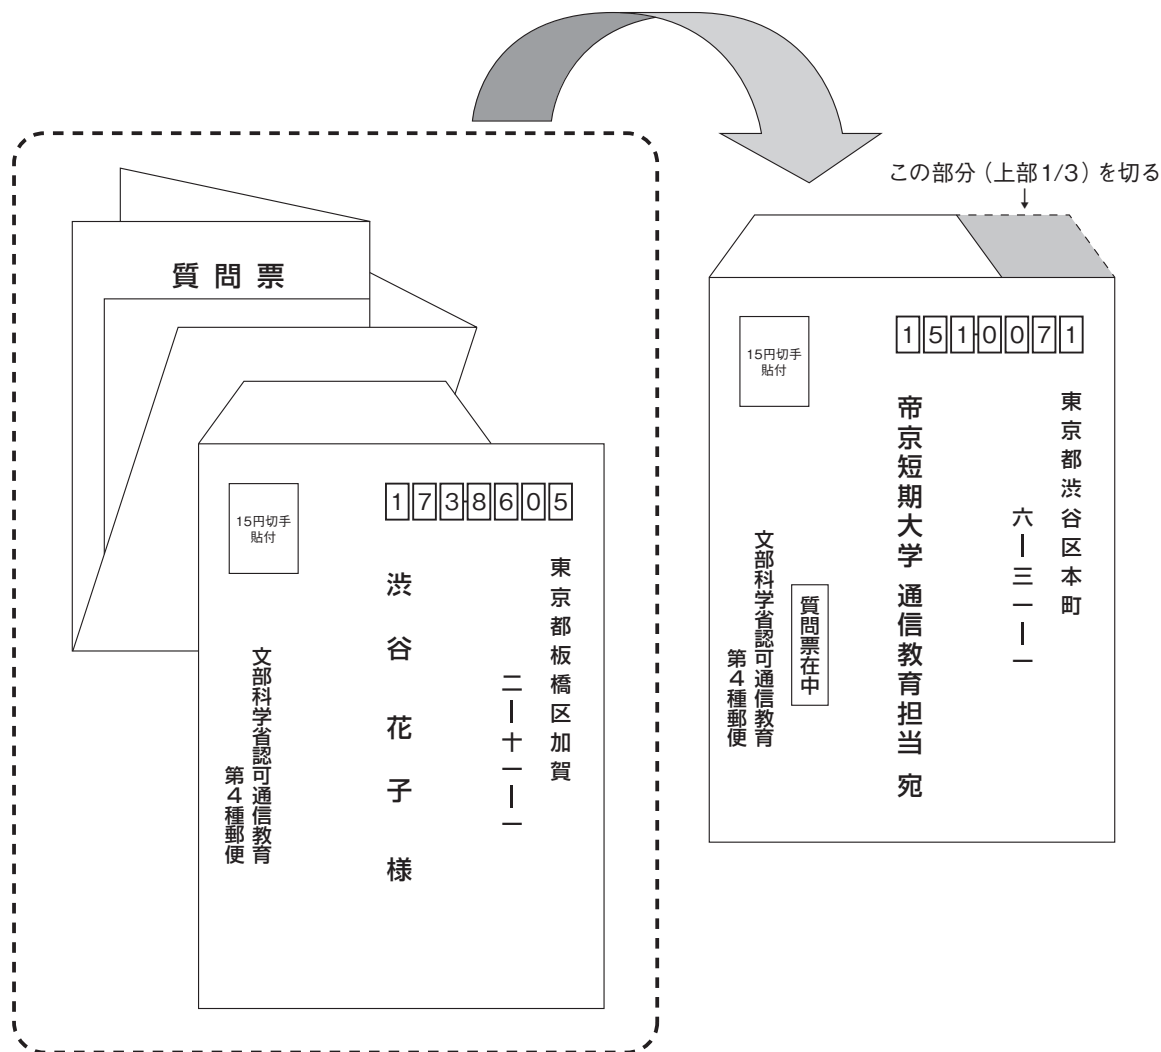 この部分（上部1/3）を切る
質問票
15円切手
貼付
173-8605
東京都板橋区加賀
二ー十一ー一
渋谷花子様
文部科学省認可通信教育
第4種郵便
15円切手
貼付
151-0071
東京都渋谷区本町
六ー三一ー一
帝京短期大学 通信教育担当 宛
質問票在中
文部科学省認可通信教育
第4種郵便